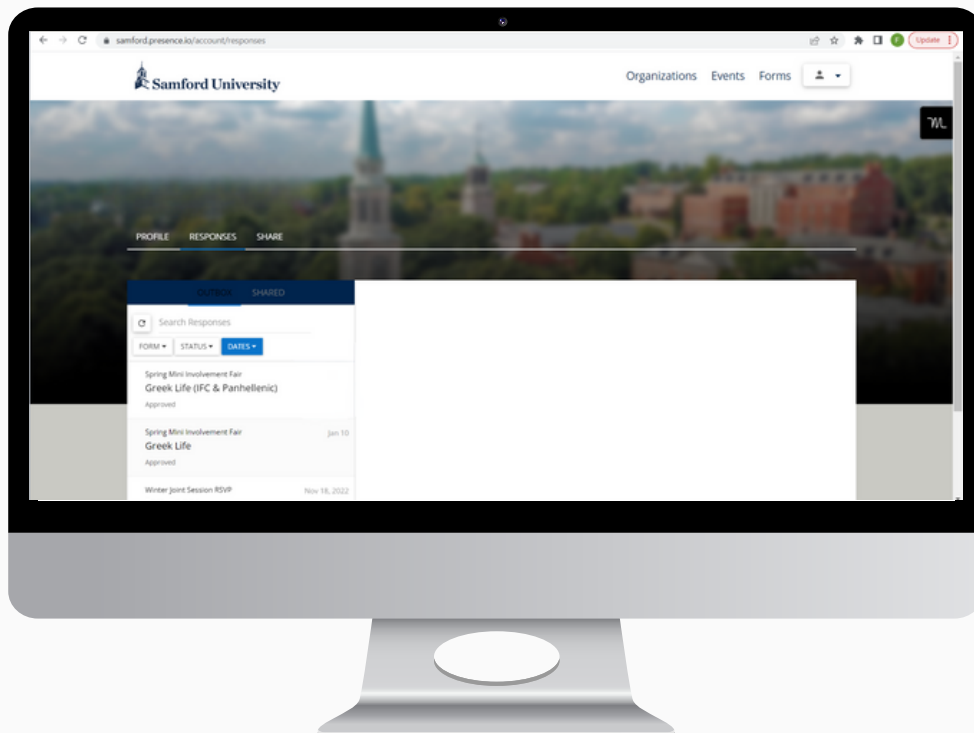 samford.presence.io/account/responses
F
Update
Samford University
Organizations Events Forms
PROFILE RESPONSES SHARE
OUTBOX SHARED
Search Responses
FORM STATUS DATES
Spring Mini Involvement Fair
Greek Life (IFC & Panhellenic)
Approved
Spring Mini Involvement Fair Jan 10
Greek Life
Approved
Winter Joint Session RSVP Nov 18, 2022